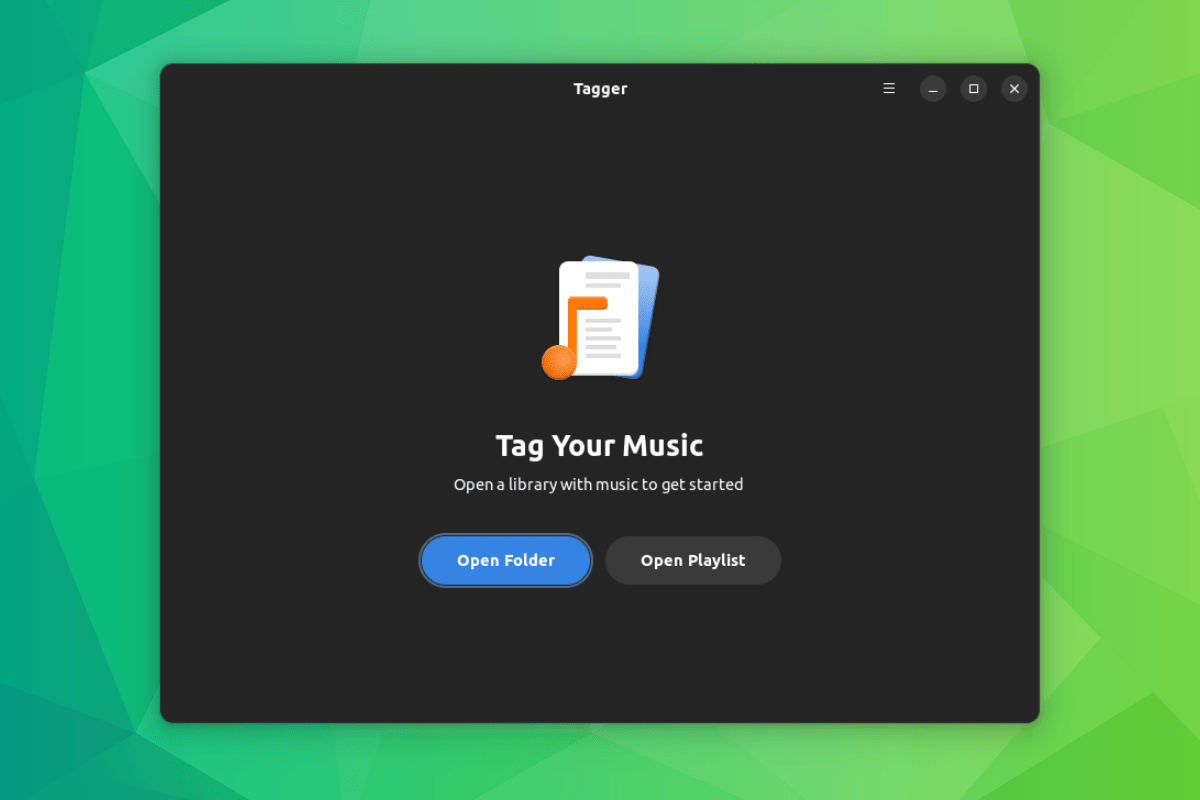 Tagger
Tag Your Music
Open a library with music to get started
Open Folder
Open Playlist